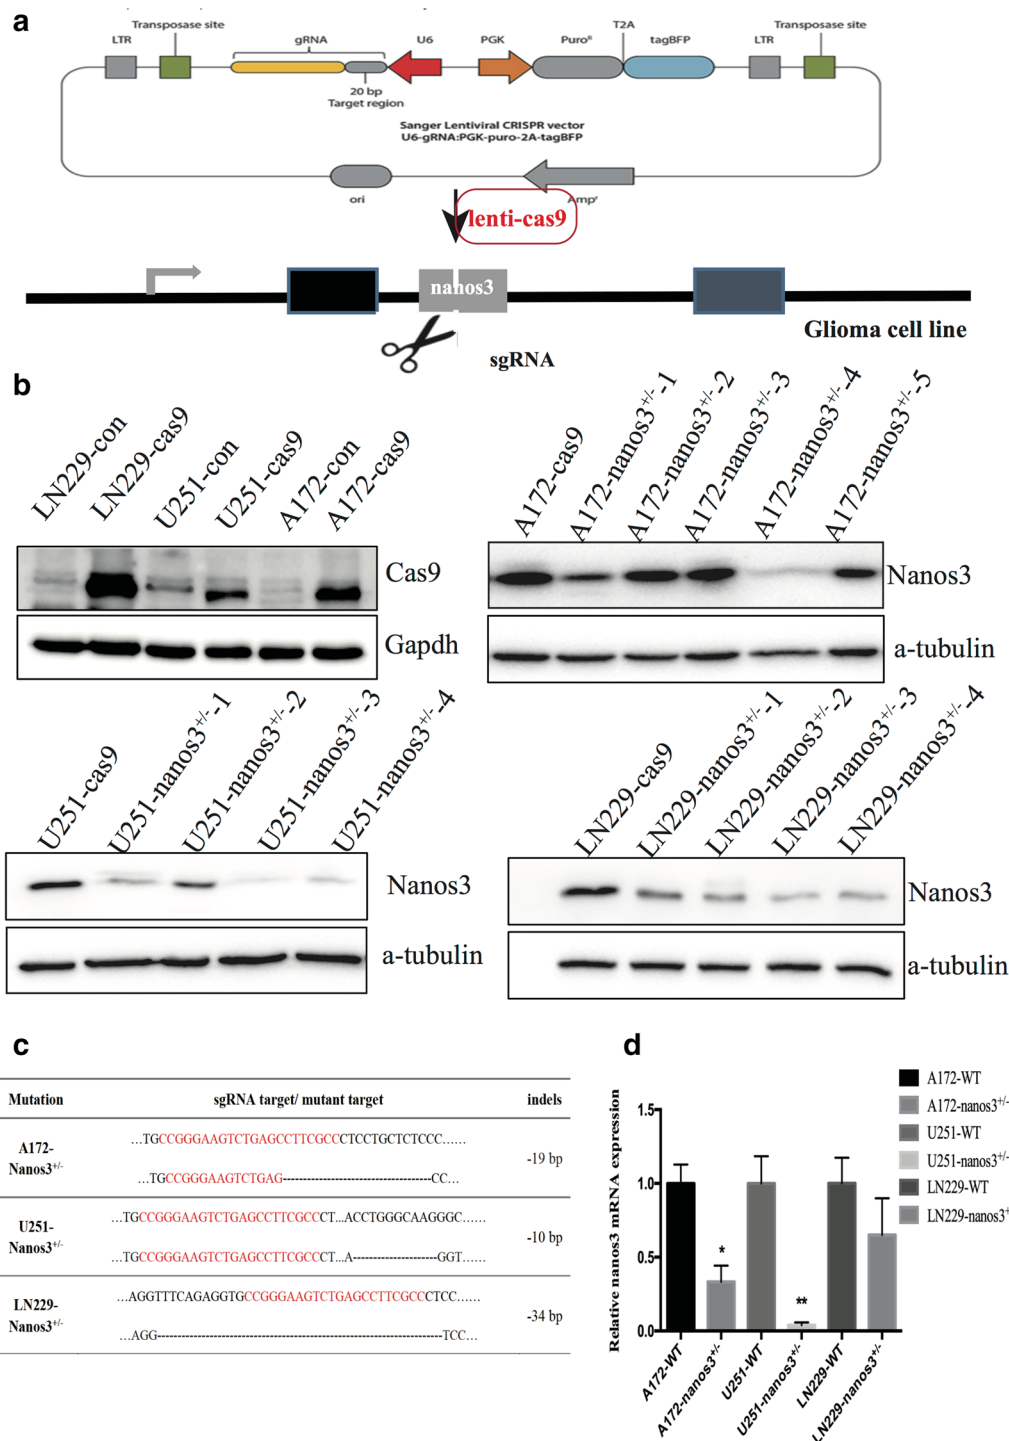 a
Transposase site
T2A
Transposase site
LTR
gRNA
U6
PGK
Puroᴿ
tagBFP
LTR
20 bp
Target region
Sanger Lentiviral CRISPR vector
U6-gRNA:PGK-puro-2A-tagBFP
ori
Ampʳ
lenti-cas9
nanos3
Glioma cell line
sgRNA
b
LN229-con
LN229-cas9
U251-con
U251-cas9
A172-con
A172-cas9
Cas9
Gapdh
A172-cas9
A172-nanos3⁺/⁻-1
A172-nanos3⁺/⁻-2
A172-nanos3⁺/⁻-3
A172-nanos3⁺/⁻-4
A172-nanos3⁺/⁻-5
Nanos3
a-tubulin
U251-cas9
U251-nanos3⁺/⁻-1
U251-nanos3⁺/⁻-2
U251-nanos3⁺/⁻-3
U251-nanos3⁺/⁻-4
Nanos3
a-tubulin
LN229-cas9
LN229-nanos3⁺/⁻-1
LN229-nanos3⁺/⁻-2
LN229-nanos3⁺/⁻-3
LN229-nanos3⁺/⁻-4
Nanos3
a-tubulin
c
Mutation sgRNA target/ mutant target indels
A172-
Nanos3⁺/⁻
...TGCCGGGAAGTCTGAGCCTTCGCCCTCCTGCTCTCCC......
...TGCCGGGAAGTCTGAG--------------------------------CC...
-19 bp
U251-
Nanos3⁺/⁻
...TGCCGGGAAGTCTGAGCCTTCGCCCT...ACCTGGGCAAGGGC......
...TGCCGGGAAGTCTGAGCCTTCGCCCT...A------------------GGT......
-10 bp
LN229-
Nanos3⁺/⁻
...AGGTTTCAGAGGTGCCGGGAAGTCTGAGCCTTCGCCCTCC......
...AGG--------------------------------------------------------------TCC...
-34 bp
d
Relative nanos3 mRNA expression
1.5
1.0
0.5
0.0
*
**
A172-WT
A172-nanos3⁺/⁻
U251-WT
U251-nanos3⁺/⁻
LN229-WT
LN229-nanos3⁺/⁻
A172-WT
A172-nanos3⁺/⁻
U251-WT
U251-nanos3⁺/⁻
LN229-WT
LN229-nanos3⁺